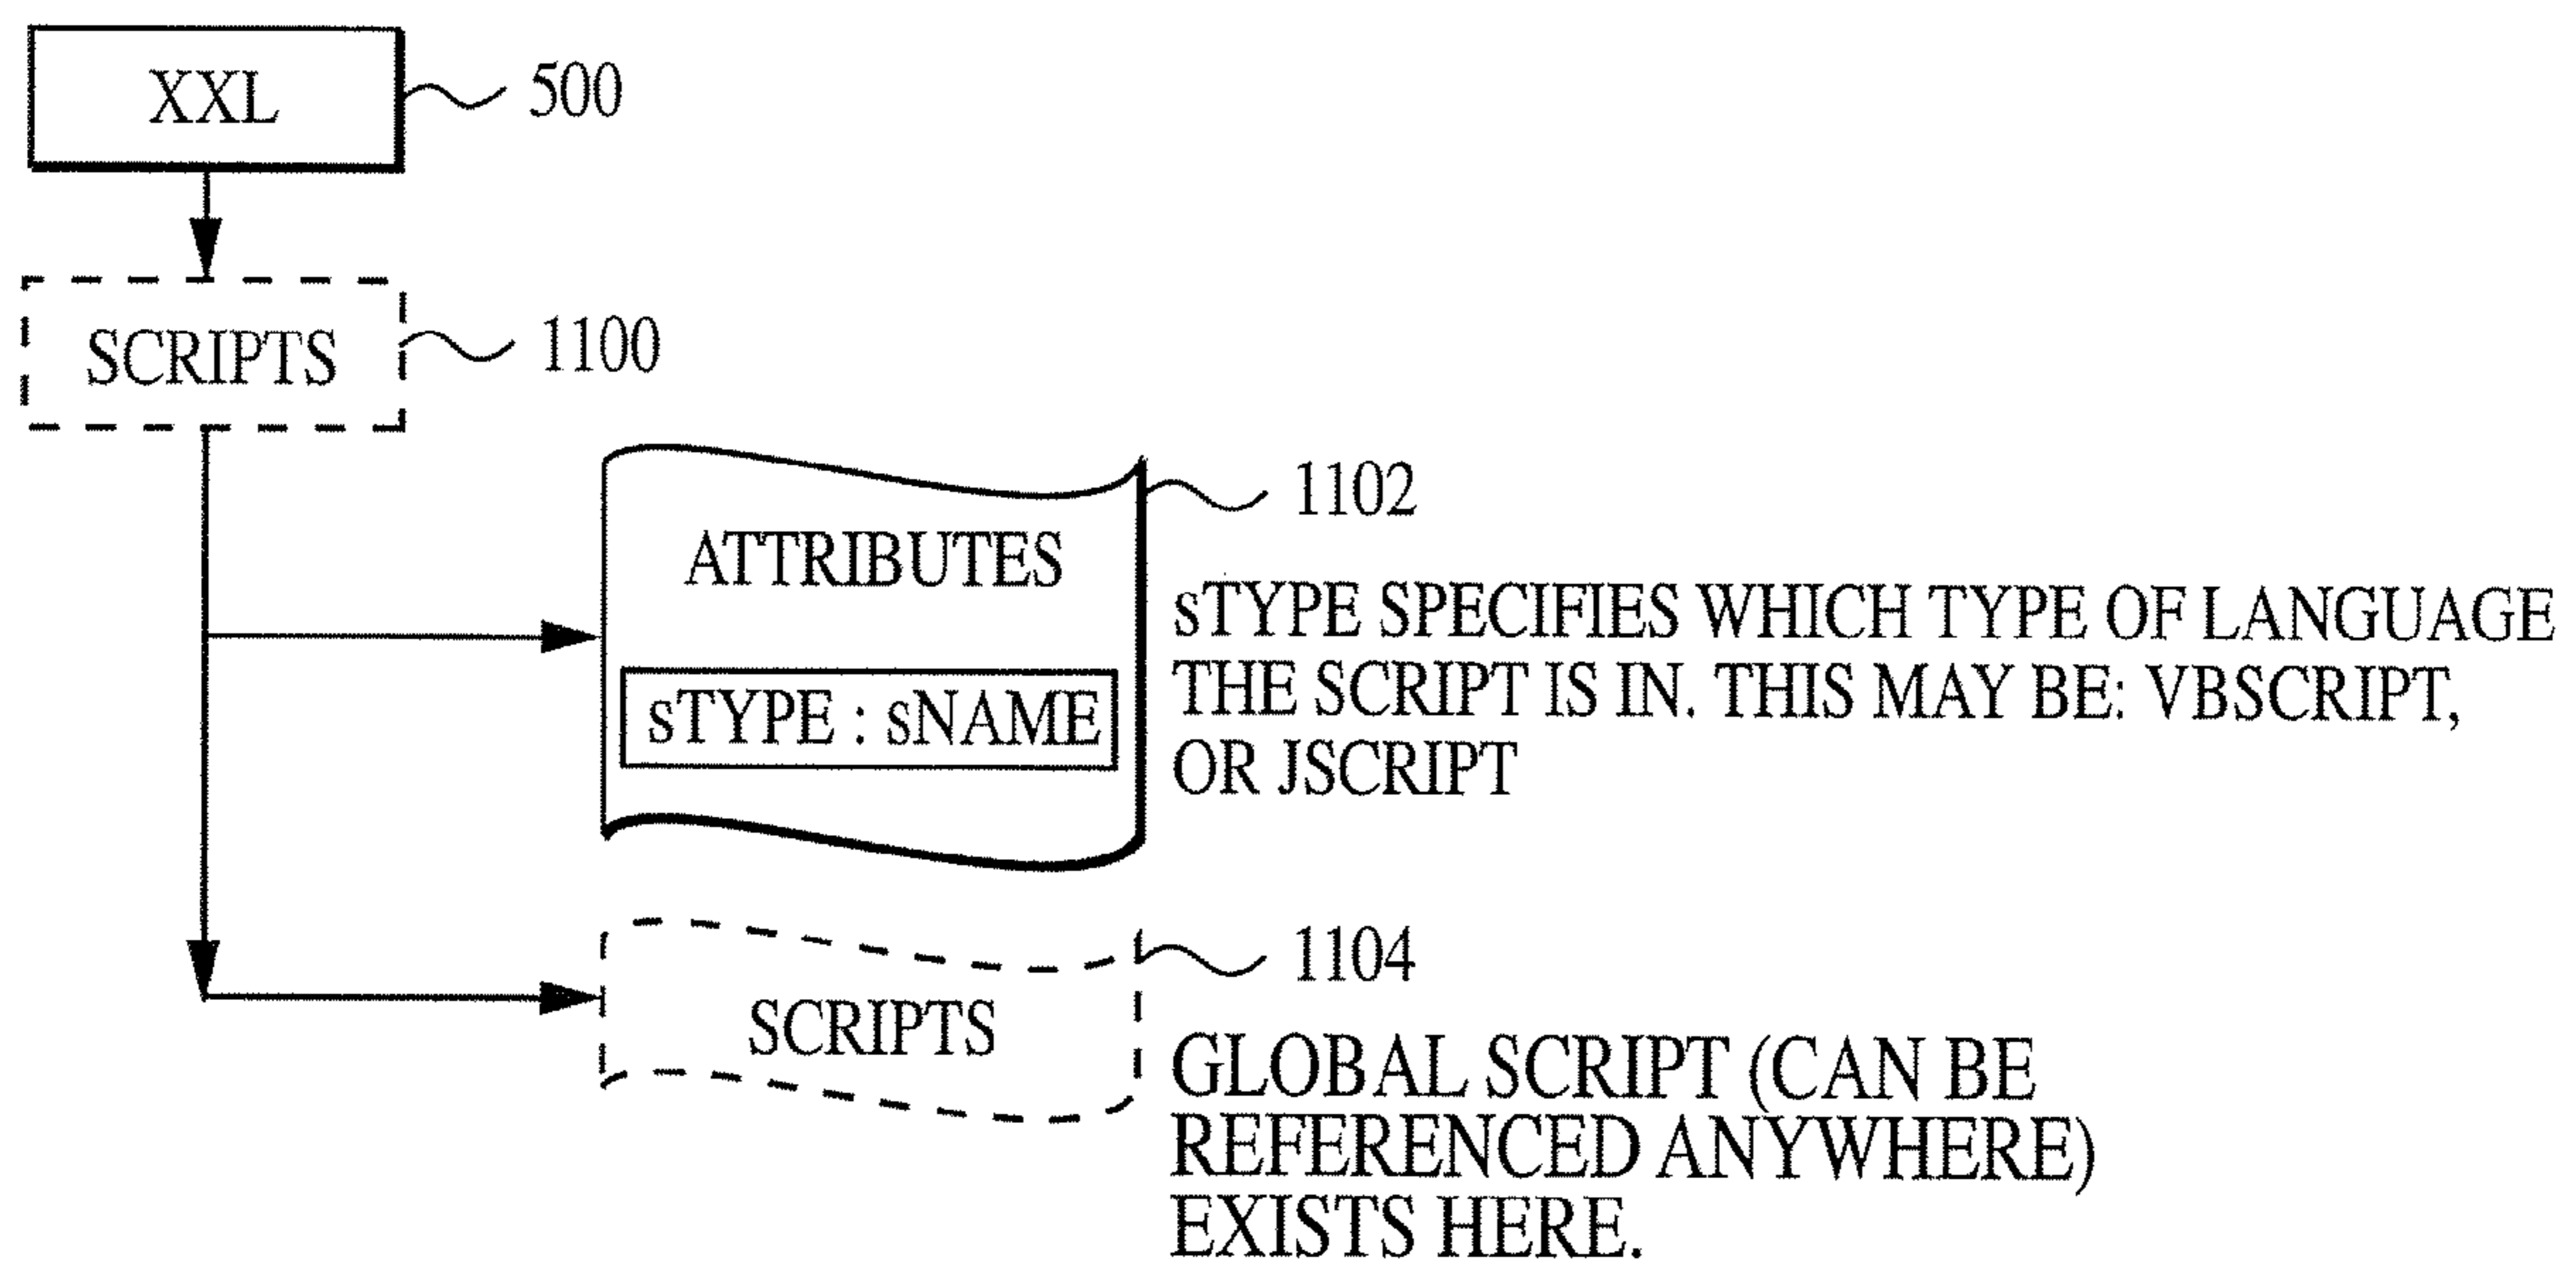 XXL
500
SCRIPTS
1100
1102
ATTRIBUTES
sTYPE : sNAME
sTYPE SPECIFIES WHICH TYPE OF LANGUAGE
THE SCRIPT IS IN. THIS MAY BE: VBSCRIPT,
OR JSCRIPT
1104
SCRIPTS
GLOBAL SCRIPT (CAN BE
REFERENCED ANYWHERE)
EXISTS HERE.